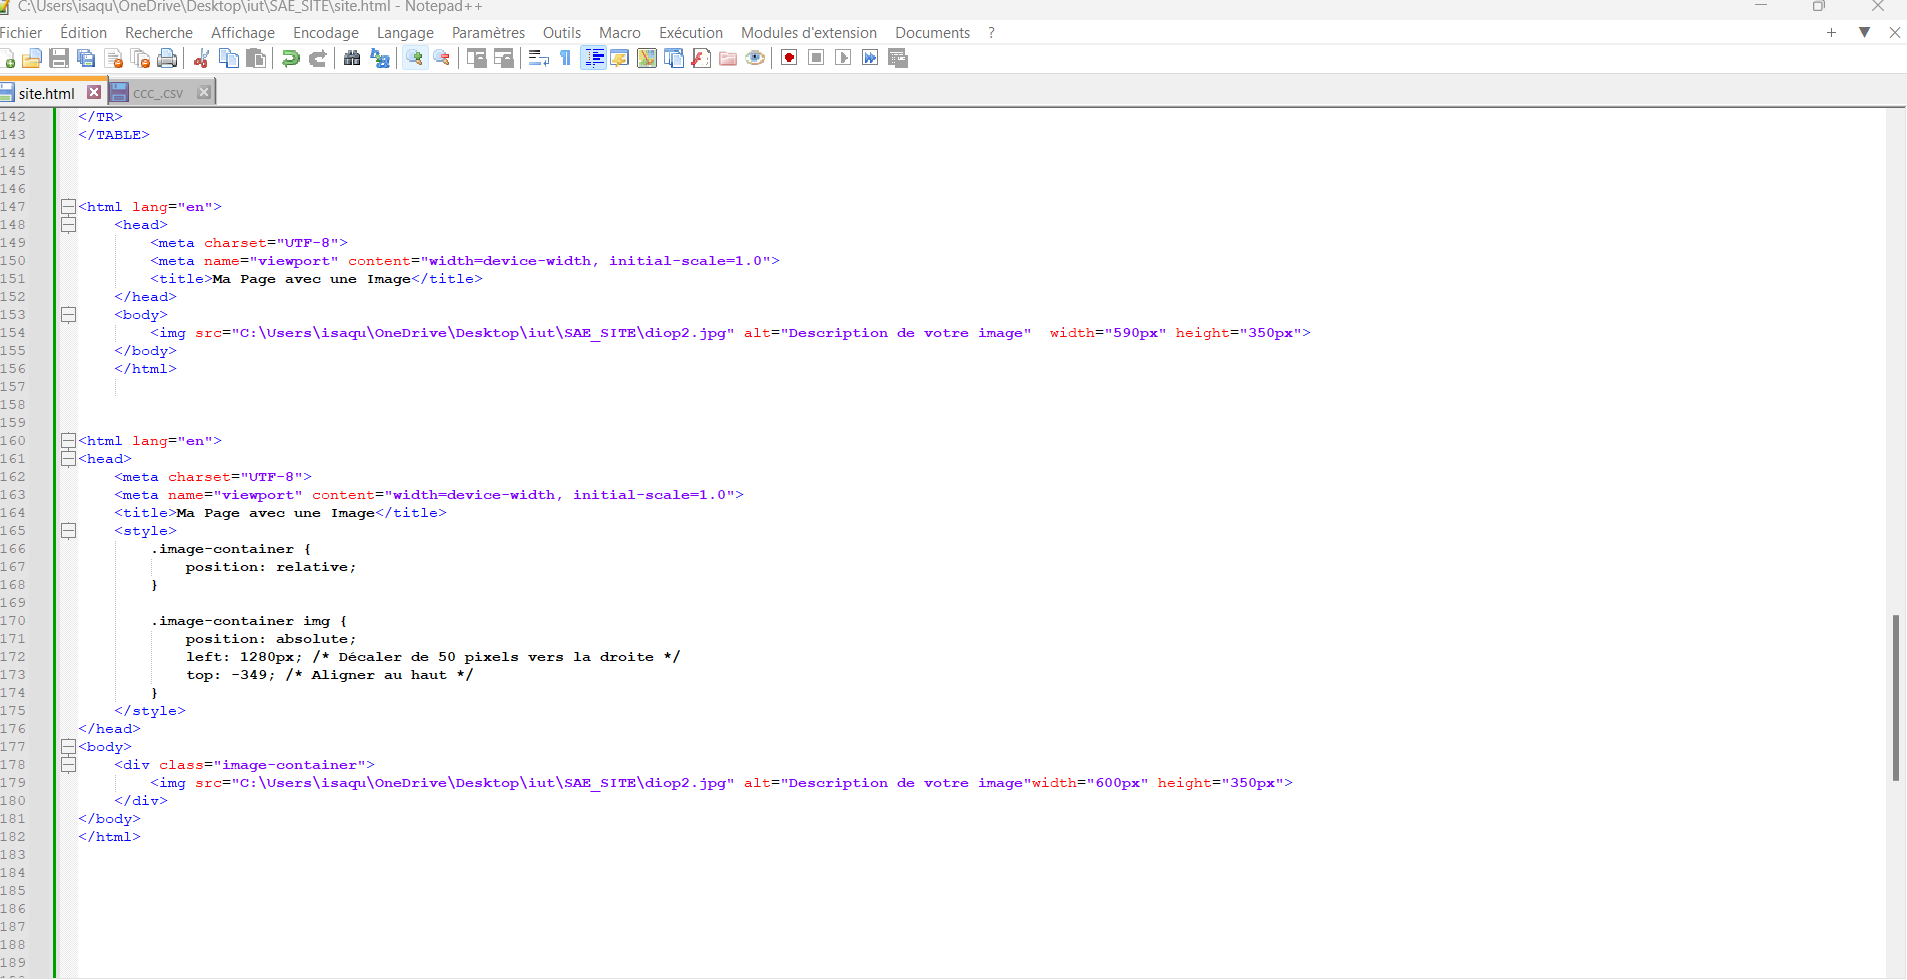 C:\Users\isaqu\OneDrive\Desktop\iut\SAE_SITE\site.html - Notepad++
Fichier Édition Recherche Affichage Encodage Langage Paramètres Outils Macro Exécution Modules d'extension Documents ?
site.html ccc_.csv
142 </TR>
143 </TABLE>
144
145
146
147 <html lang="en">
148 <head>
149 <meta charset="UTF-8">
150 <meta name="viewport" content="width=device-width, initial-scale=1.0">
151 <title>Ma Page avec une Image</title>
152 </head>
153 <body>
154 <img src="C:\Users\isaqu\OneDrive\Desktop\iut\SAE_SITE\diop2.jpg" alt="Description de votre image"  width="590px" height="350px">
155 </body>
156 </html>
157
158
159
160 <html lang="en">
161 <head>
162 <meta charset="UTF-8">
163 <meta name="viewport" content="width=device-width, initial-scale=1.0">
164 <title>Ma Page avec une Image</title>
165 <style>
166 .image-container {
167 position: relative;
168 }
169
170 .image-container img {
171 position: absolute;
172 left: 1280px; /* Décaler de 50 pixels vers la droite */
173 top: -349; /* Aligner au haut */
174 }
175 </style>
176 </head>
177 <body>
178 <div class="image-container">
179 <img src="C:\Users\isaqu\OneDrive\Desktop\iut\SAE_SITE\diop2.jpg" alt="Description de votre image"width="600px" height="350px">
180 </div>
181 </body>
182 </html>
183
184
185
186
187
188
189